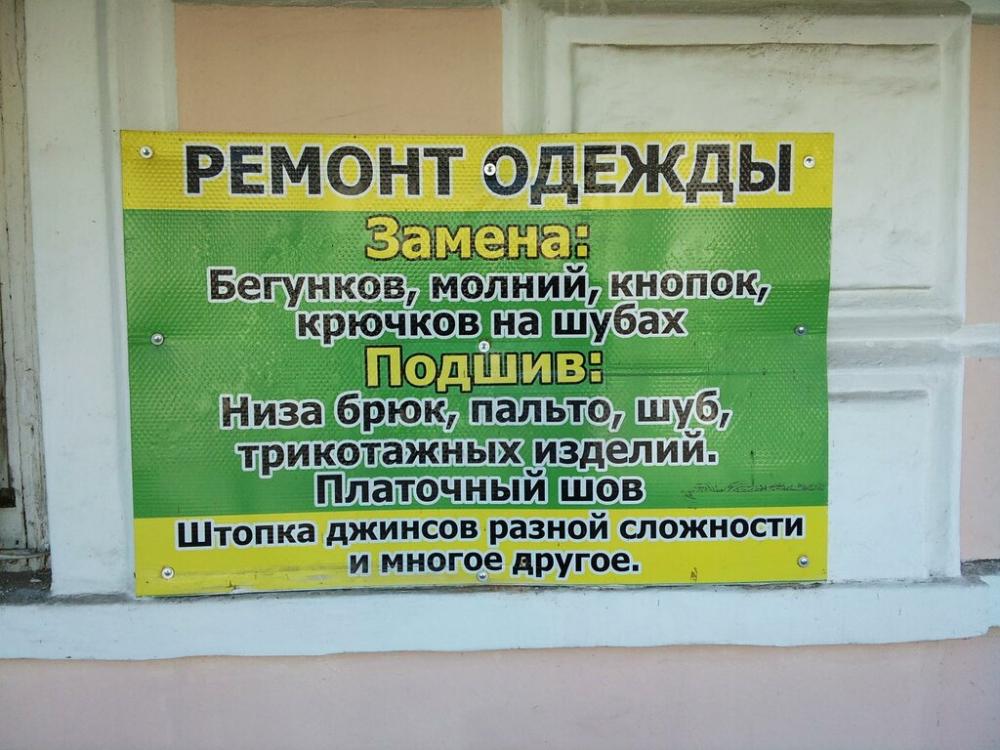 РЕМОНТ ОДЕЖДЫ
Замена:
Бегунков, молний, кнопок,
крючков на шубах
Подшив:
Низа брюк, пальто, шуб,
трикотажных изделий.
Платочный шов
Штопка джинсов разной сложности
и многое другое.